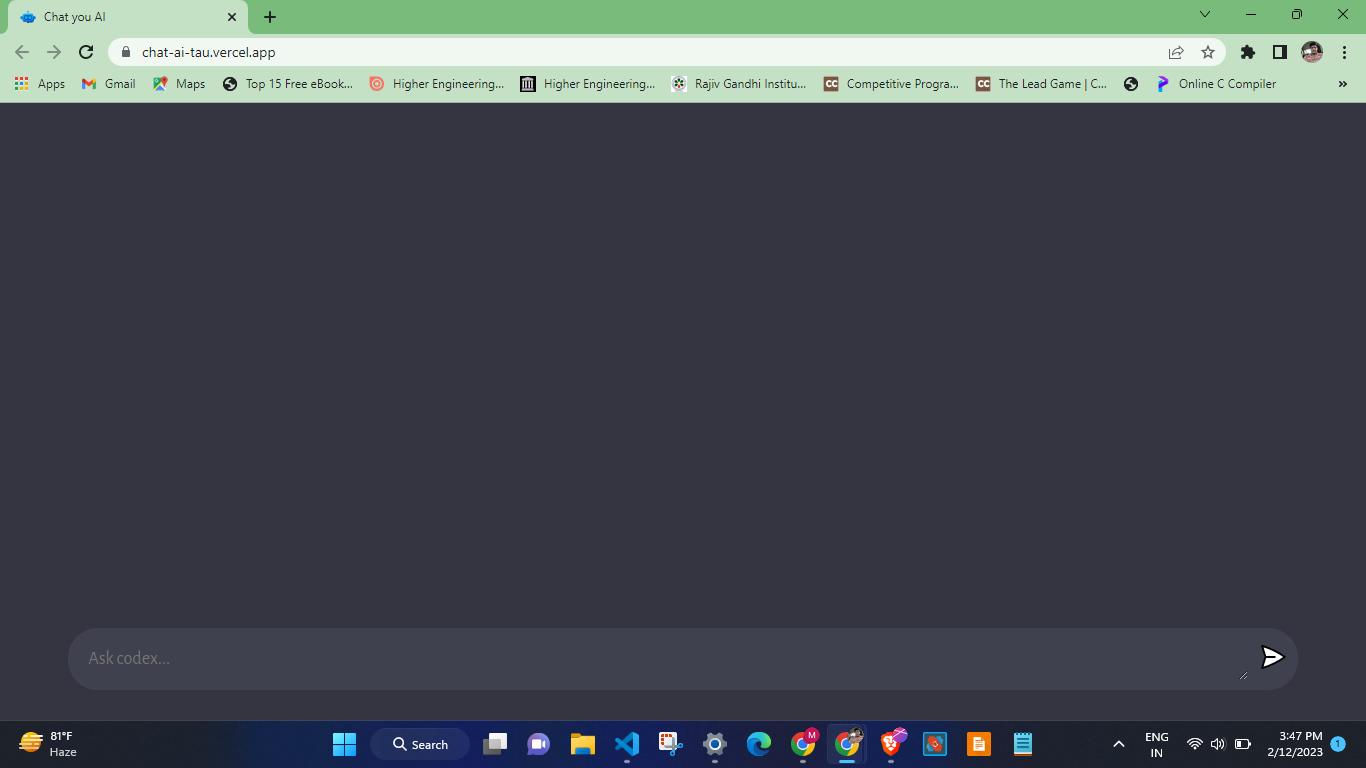 Chat you AI
chat-ai-tau.vercel.app
Apps Gmail Maps Top 15 Free eBook... Higher Engineering... Higher Engineering... Rajiv Gandhi Institu... CC Competitive Progra... CC The Lead Game | C... Online C Compiler »
Ask codex...
81°F
Haze
Search
M
ENG
IN
3:47 PM
2/12/2023
1